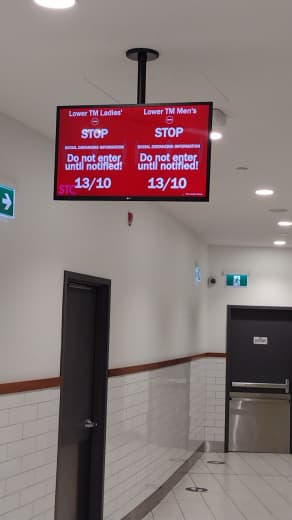 Lower TM Ladies'
STOP
SOCIAL DISTANCING INFORMATION
Do not enter
until notified!
13/10
STO
Lower TM Men's
STOP
SOCIAL DISTANCING INFORMATION
Do not enter
until notified!
13/10